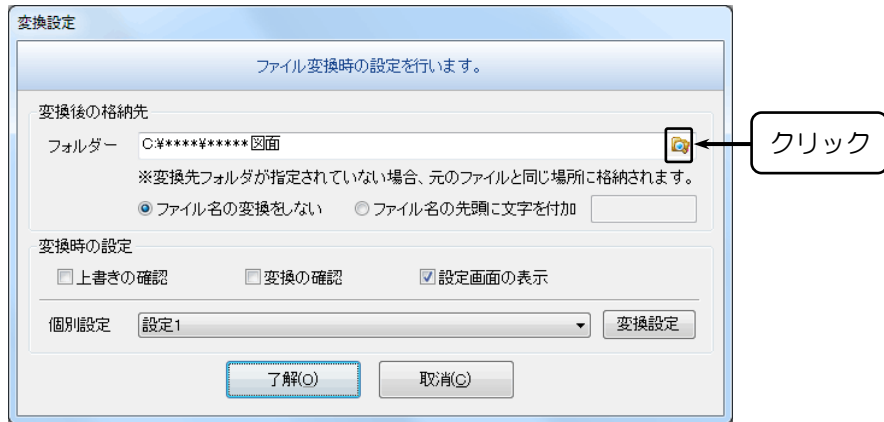 変換設定
ファイル変換時の設定を行います。
変換後の格納先
フォルダー C:¥****¥*****図面
クリック
※変換先フォルダが指定されていない場合、元のファイルと同じ場所に格納されます。
ファイル名の変換をしない ファイル名の先頭に文字を付加
変換時の設定
上書きの確認 変換の確認 設定画面の表示
個別設定 設定1 変換設定
了解(O) 取消(C)